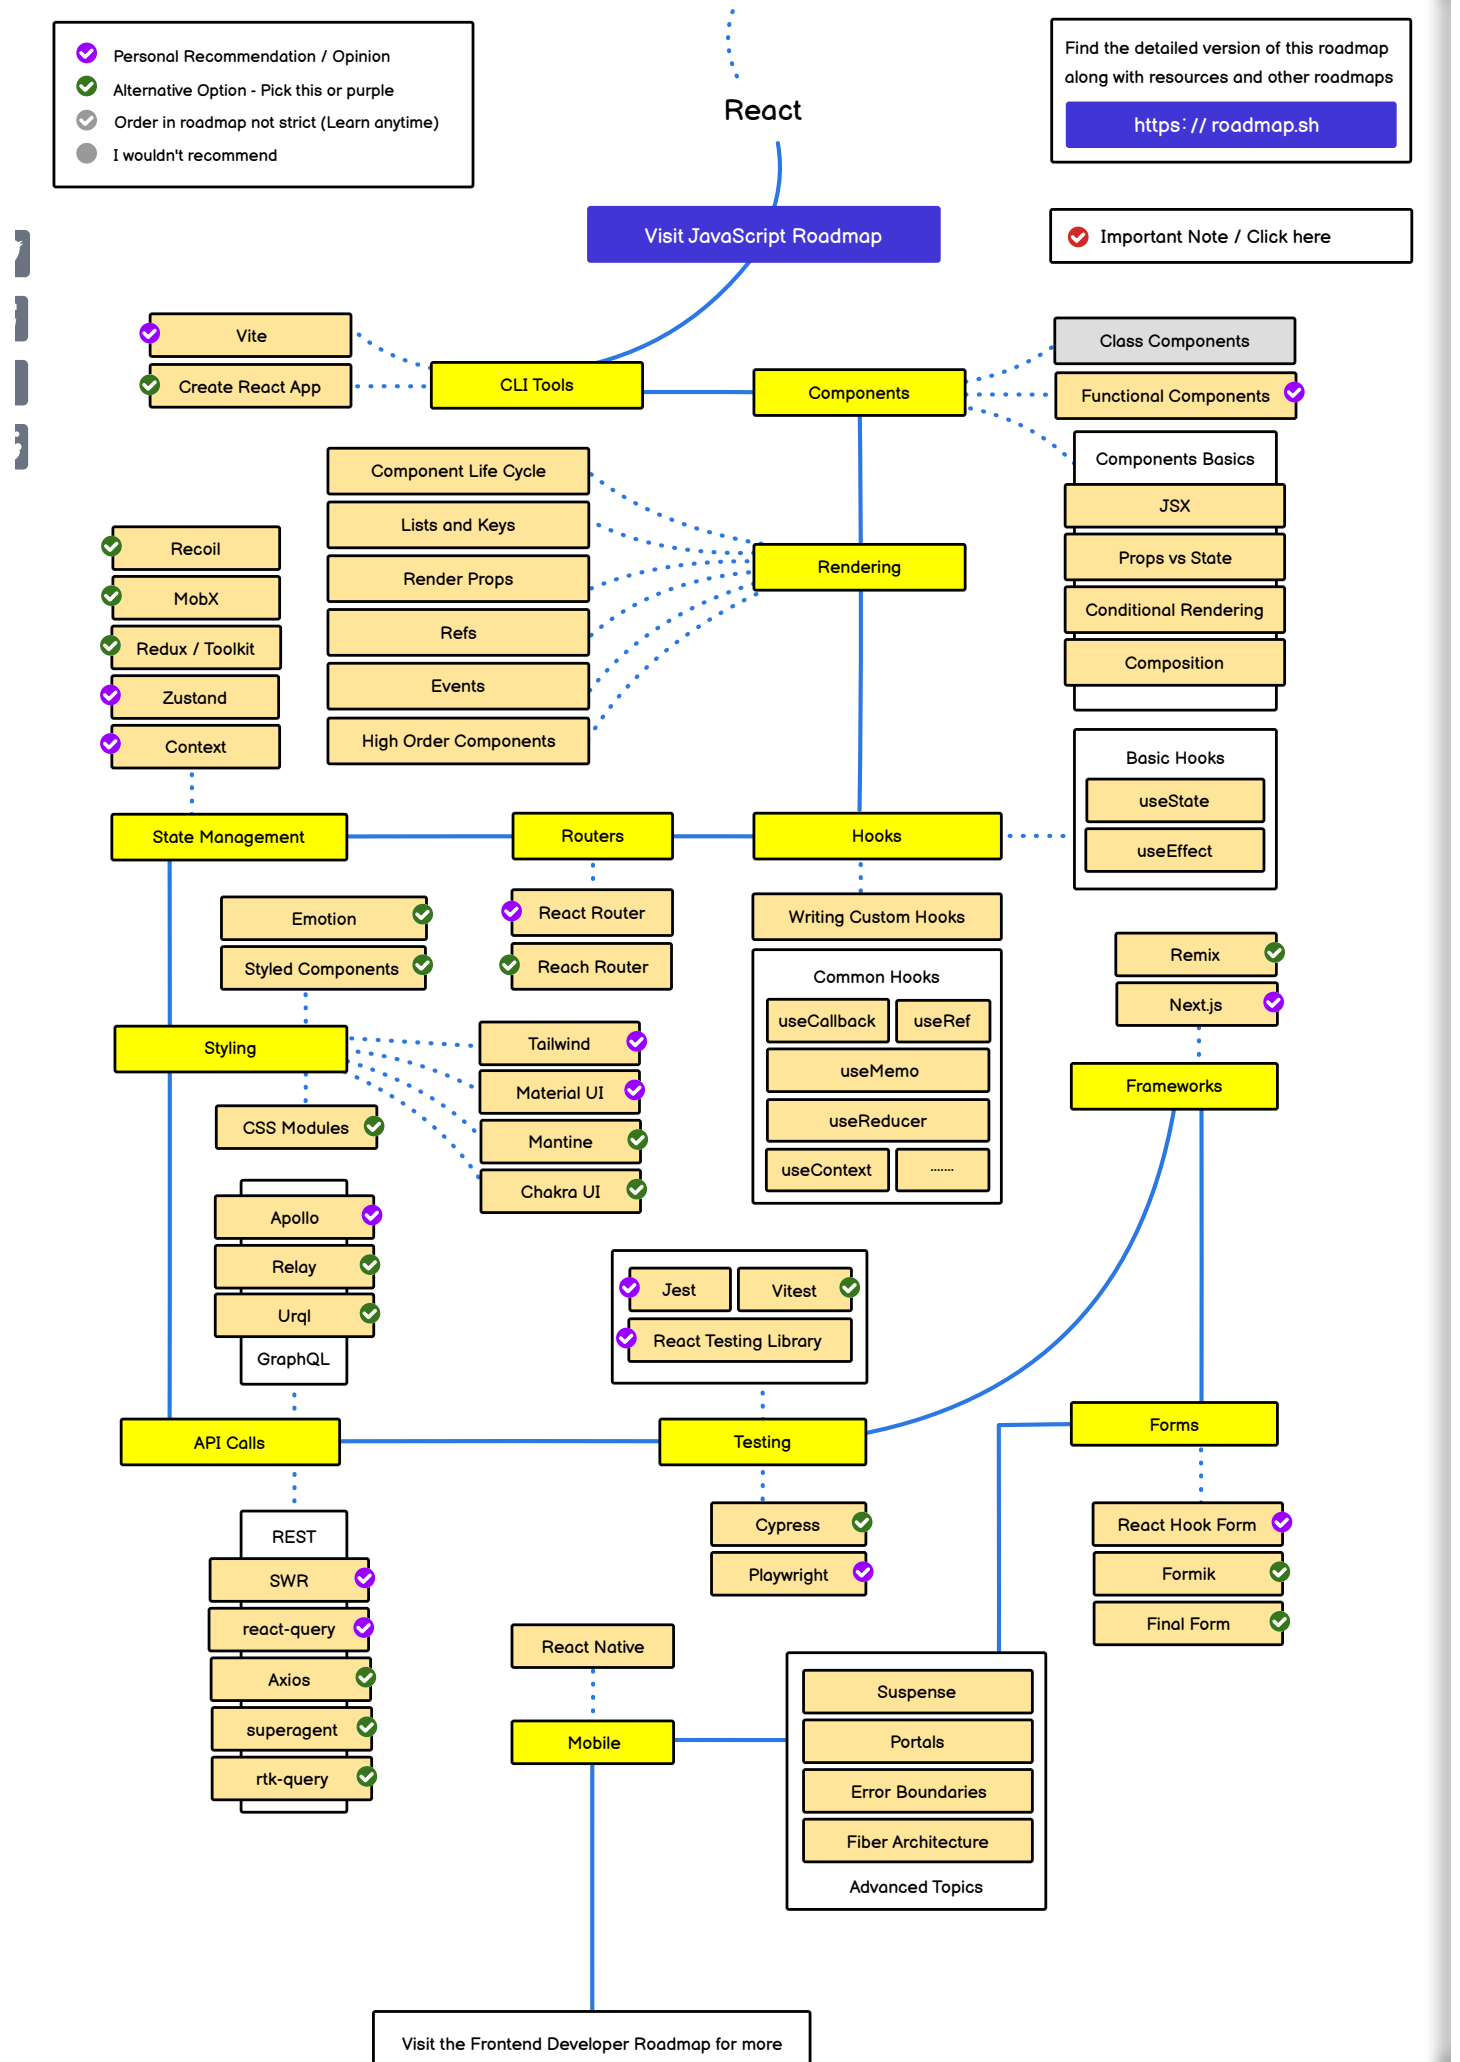 Personal Recommendation / Opinion
Alternative Option - Pick this or purple
Order in roadmap not strict (Learn anytime)
I wouldn't recommend
React
Find the detailed version of this roadmap
along with resources and other roadmaps
https://roadmap.sh
Visit JavaScript Roadmap
Important Note / Click here
Vite
Create React App
CLI Tools
Components
Class Components
Functional Components
Components Basics
JSX
Props vs State
Conditional Rendering
Composition
Component Life Cycle
Lists and Keys
Render Props
Refs
Events
High Order Components
Rendering
Recoil
MobX
Redux / Toolkit
Zustand
Context
State Management
Routers
Hooks
Basic Hooks
useState
useEffect
Emotion
Styled Components
React Router
Reach Router
Writing Custom Hooks
Common Hooks
useCallback
useRef
useMemo
useReducer
useContext
.......
Remix
Next.js
Frameworks
Styling
Tailwind
Material UI
Mantine
Chakra UI
CSS Modules
Apollo
Relay
Urql
GraphQL
Jest
Vitest
React Testing Library
API Calls
Testing
Forms
REST
SWR
react-query
Axios
superagent
rtk-query
Cypress
Playwright
React Hook Form
Formik
Final Form
React Native
Mobile
Suspense
Portals
Error Boundaries
Fiber Architecture
Advanced Topics
Visit the Frontend Developer Roadmap for more